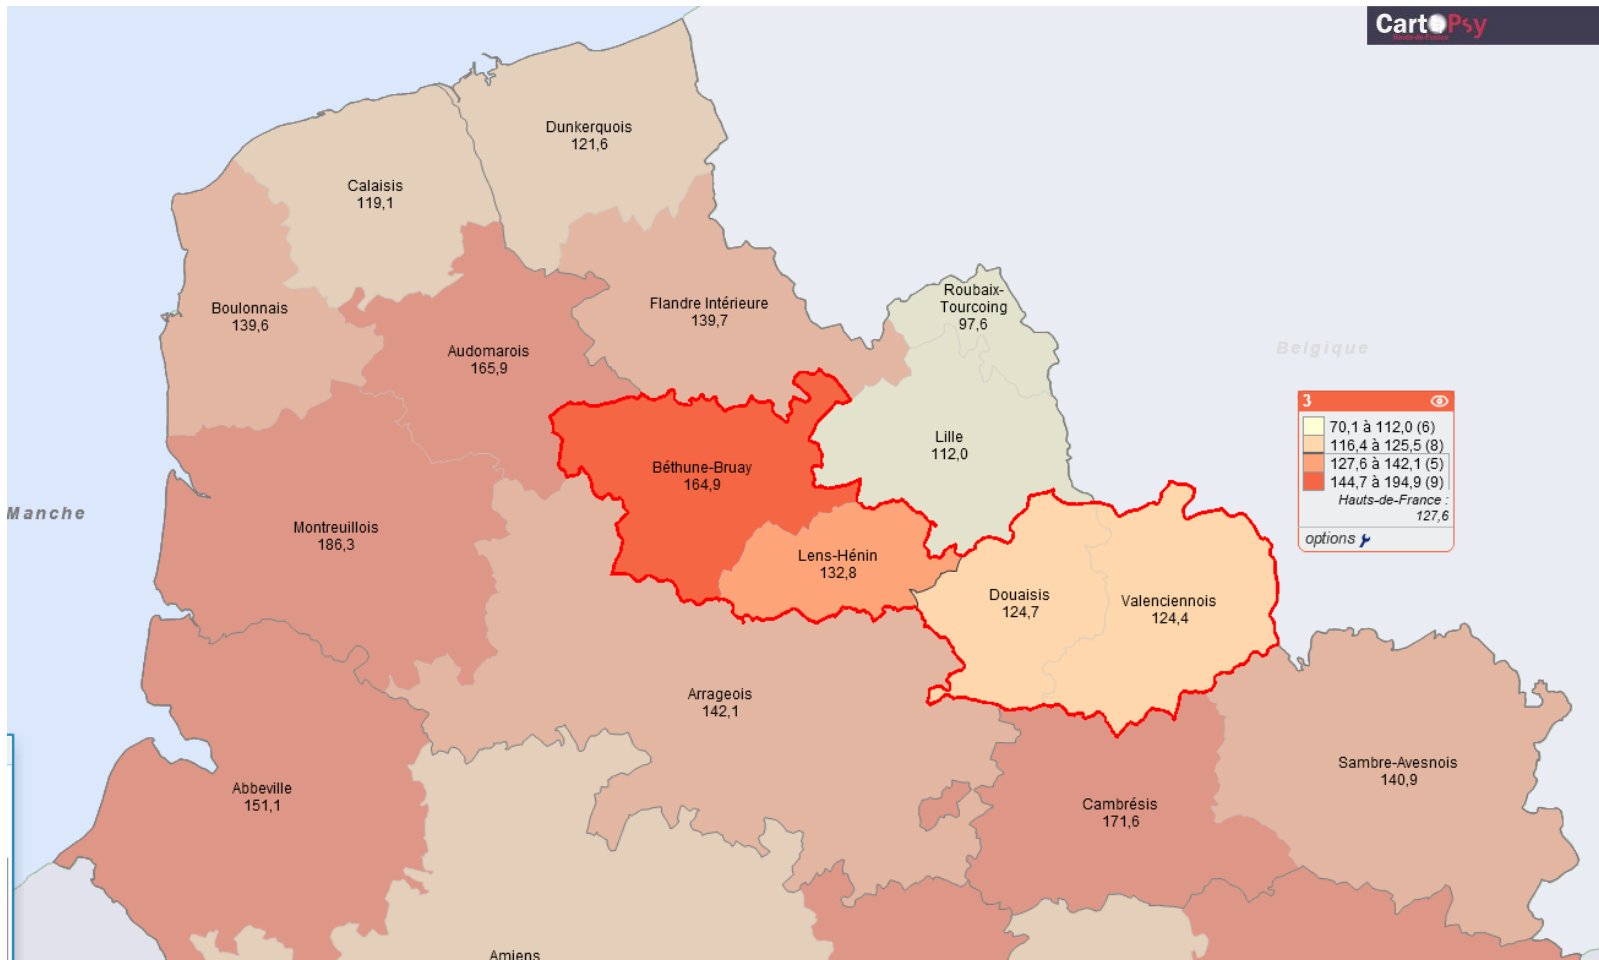 CartoPsy
Hauts-de-France
Dunkerquois
121,6
Calaisis
119,1
Boulonnais
139,6
Flandre Intérieure
139,7
Roubaix-
Tourcoing
97,6
Audomarois
165,9
Belgique
Lille
112,0
Béthune-Bruay
164,9
Manche
Montreuillois
186,3
Lens-Hénin
132,8
Douaisis
124,7
Valenciennois
124,4
Arrageois
142,1
Abbeville
151,1
Cambrésis
171,6
Sambre-Avesnois
140,9
Amiens
3
70,1 à 112,0 (6)
116,4 à 125,5 (8)
127,6 à 142,1 (5)
144,7 à 194,9 (9)
Hauts-de-France :
127,6
options